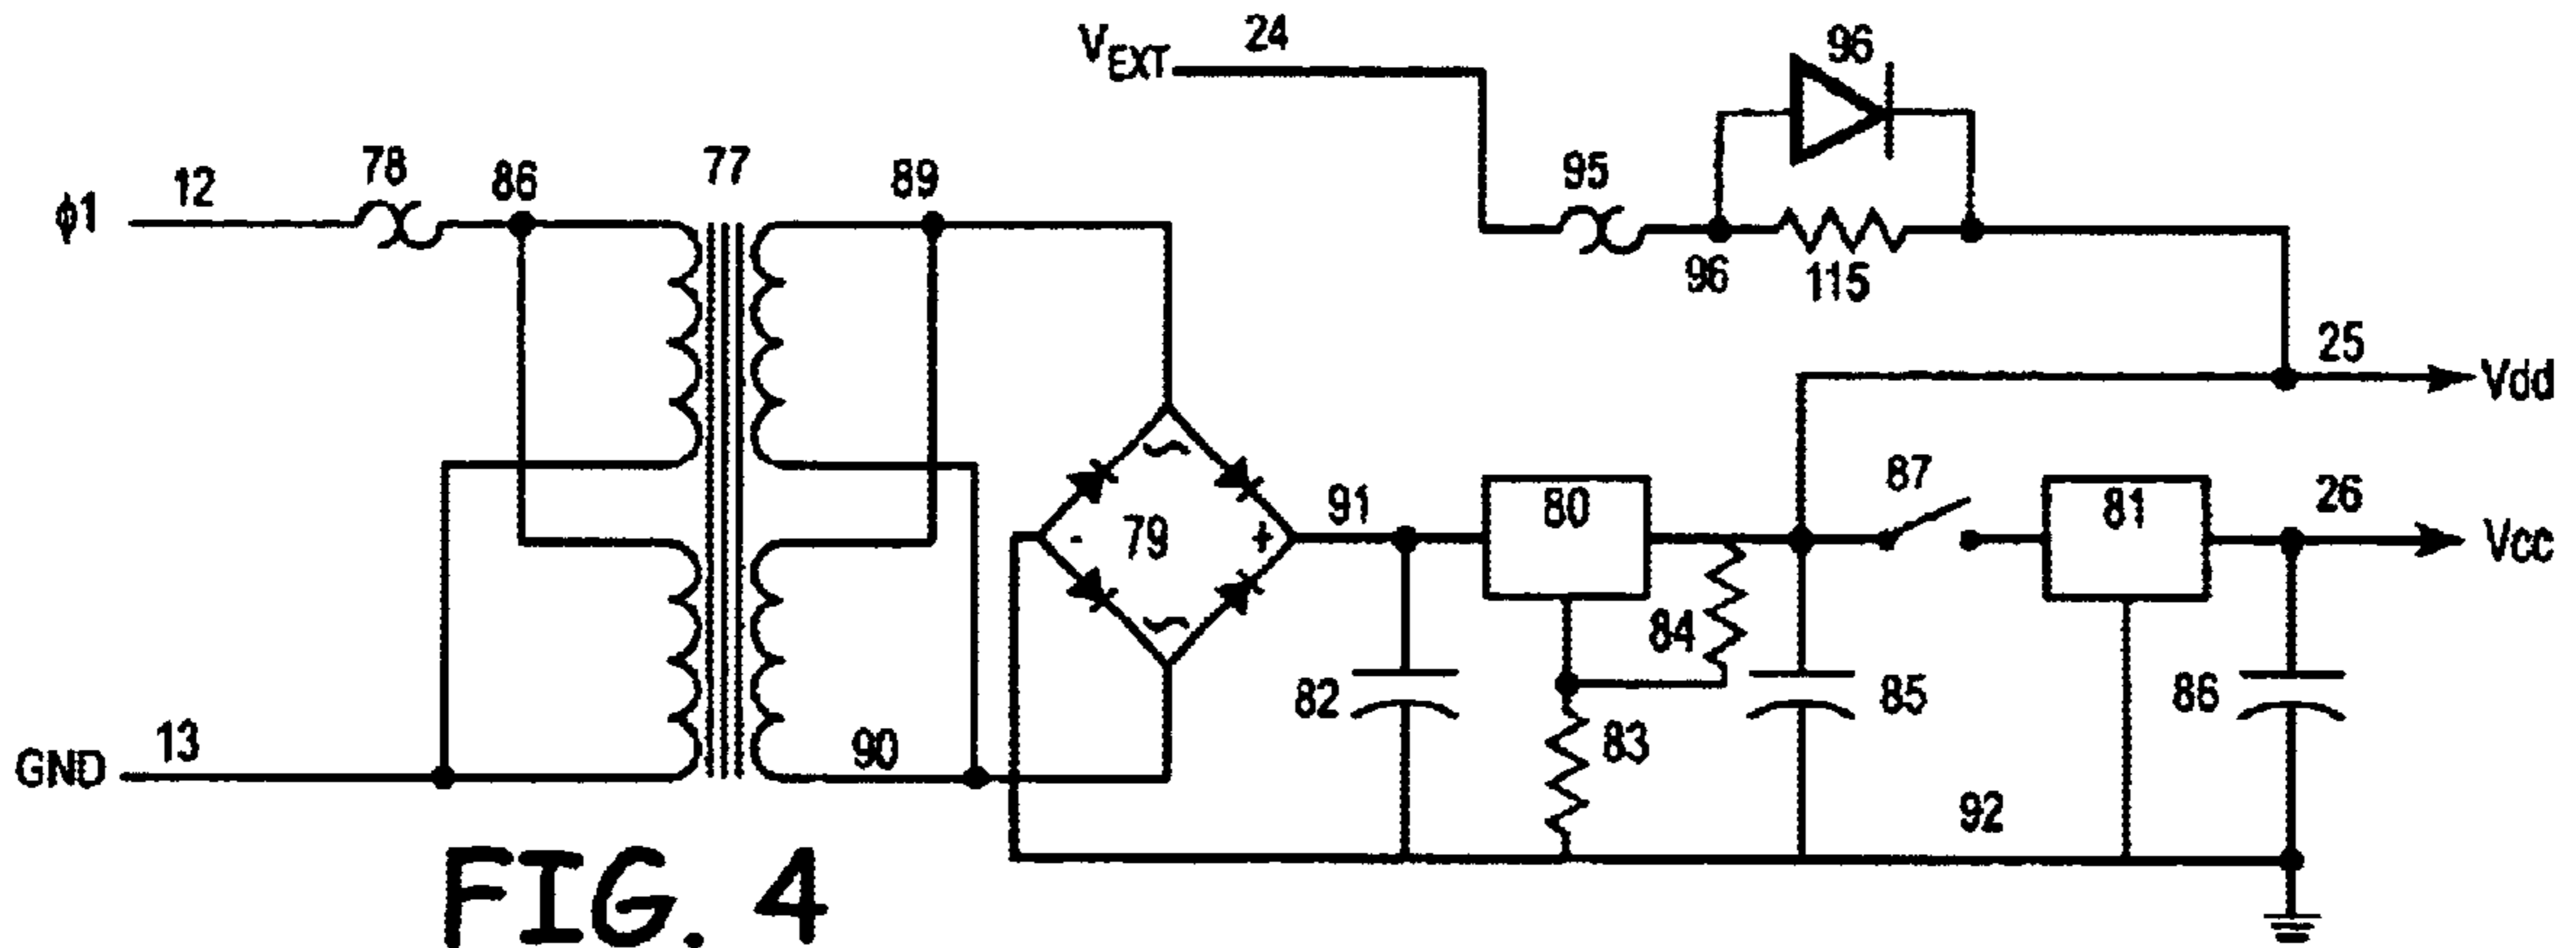 V_EXT 24 96
ϕ1 12 78 86 77 89 95
96 115
25 Vdd
91 80 87 81 26 Vcc
- 79 +
84
82 85 86
GND 13 90 83
92
FIG. 4